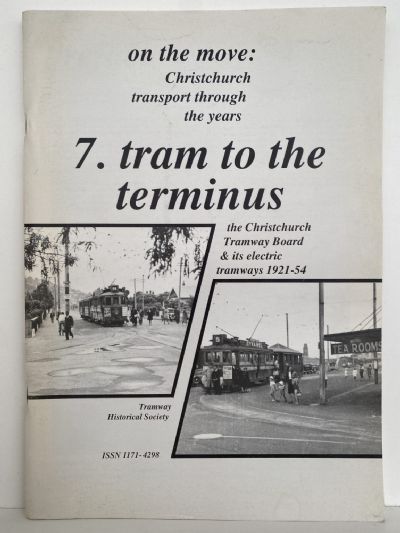 on the move:
Christchurch
transport through
the years
7. tram to the
terminus
the Christchurch
Tramway Board
& its electric
tramways 1921-54
TEA ROOMS
Tramway
Historical Society
ISSN 1171-4298